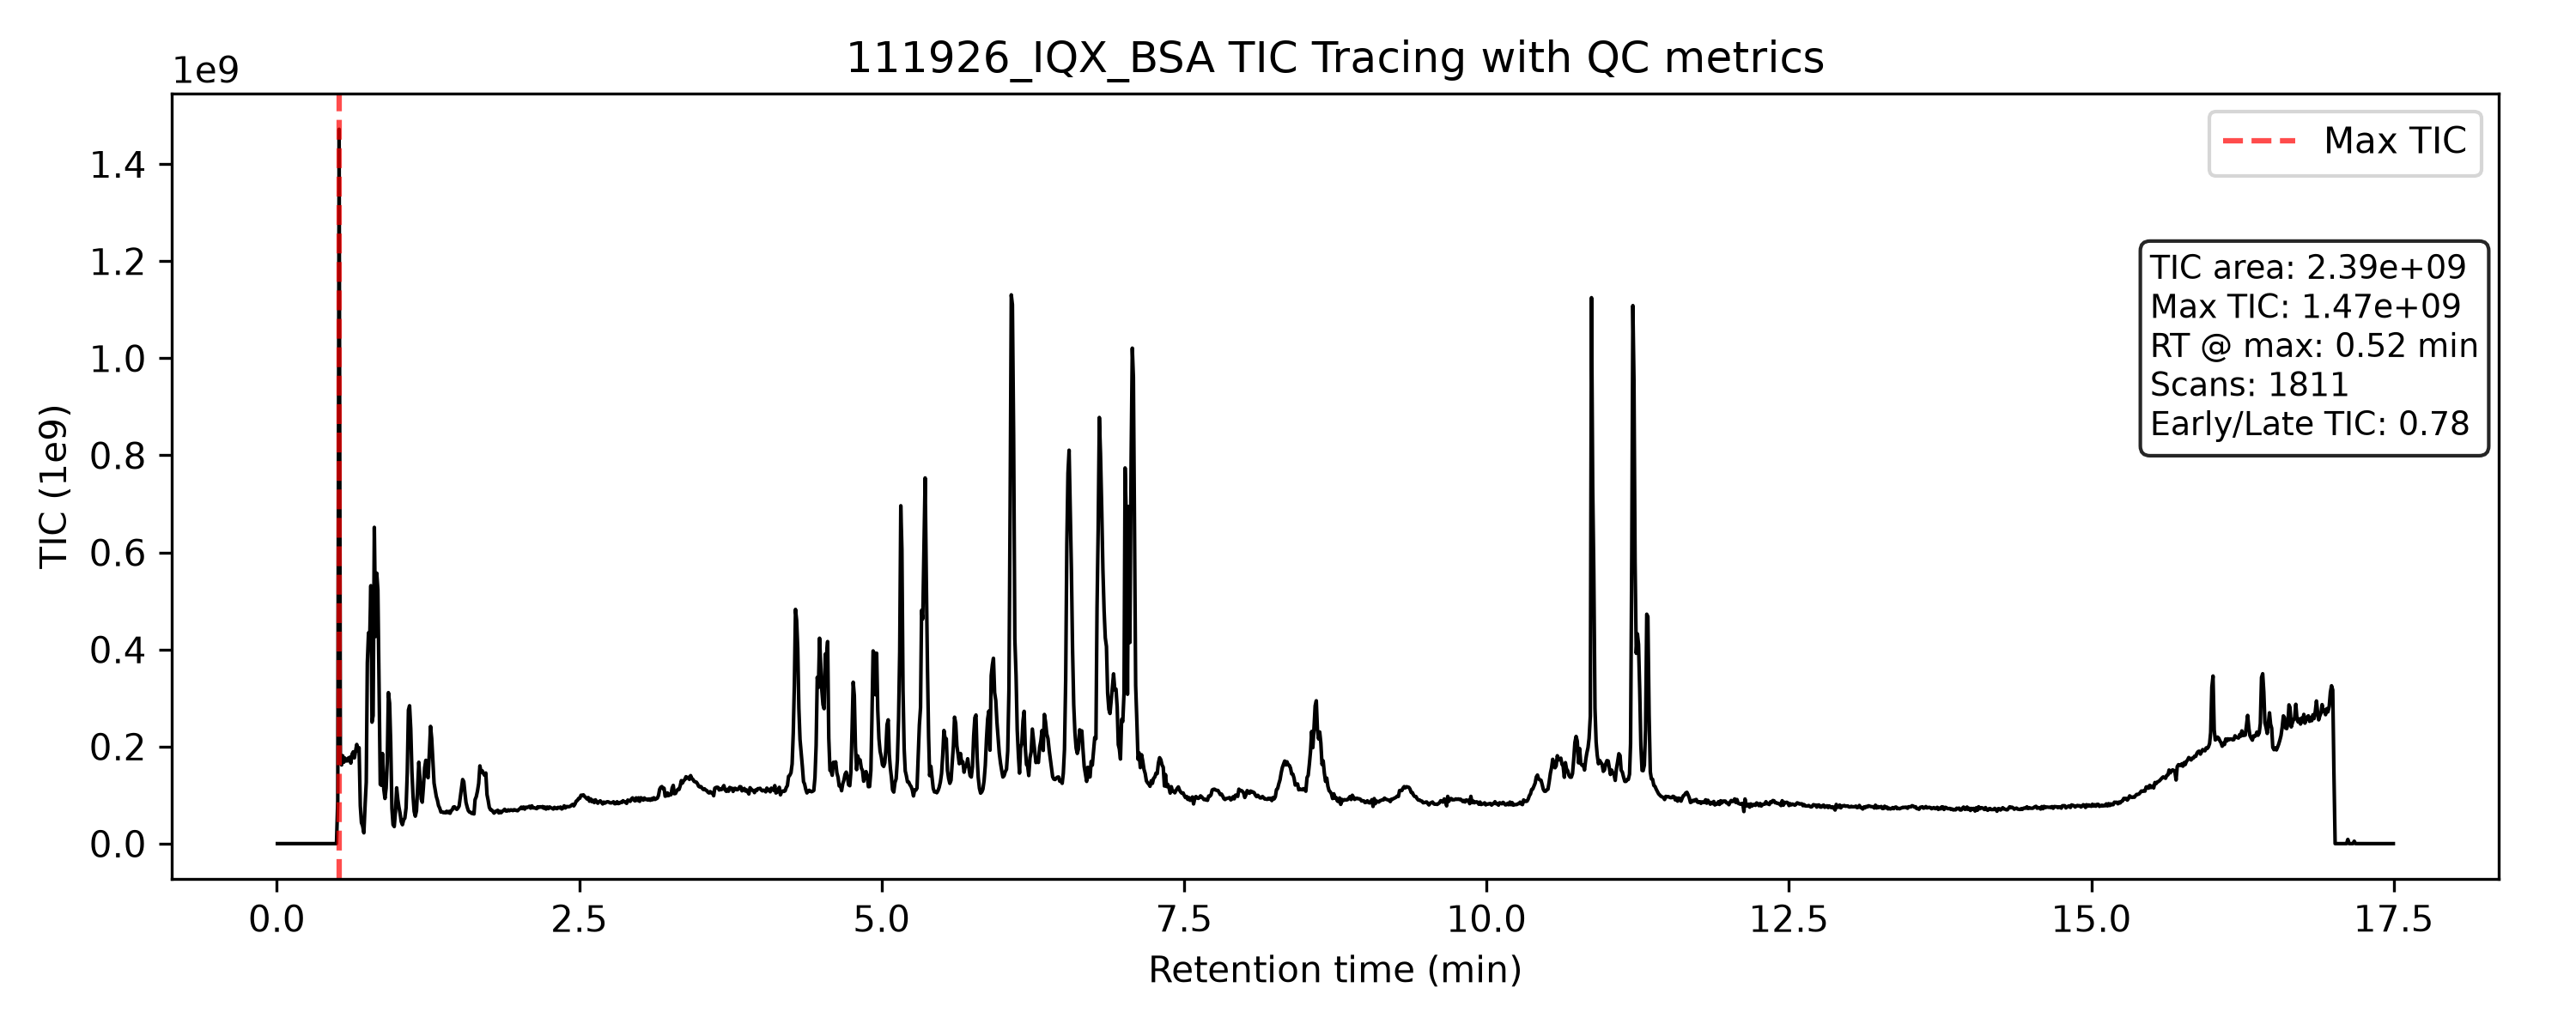 111926_IQX_BSA TIC Tracing with QC metrics
1e9
Max TIC
TIC area: 2.39e+09
Max TIC: 1.47e+09
RT @ max: 0.52 min
Scans: 1811
Early/Late TIC: 0.78
TIC (1e9)
1.4
1.2
1.0
0.8
0.6
0.4
0.2
0.0
0.0 2.5 5.0 7.5 10.0 12.5 15.0 17.5
Retention time (min)